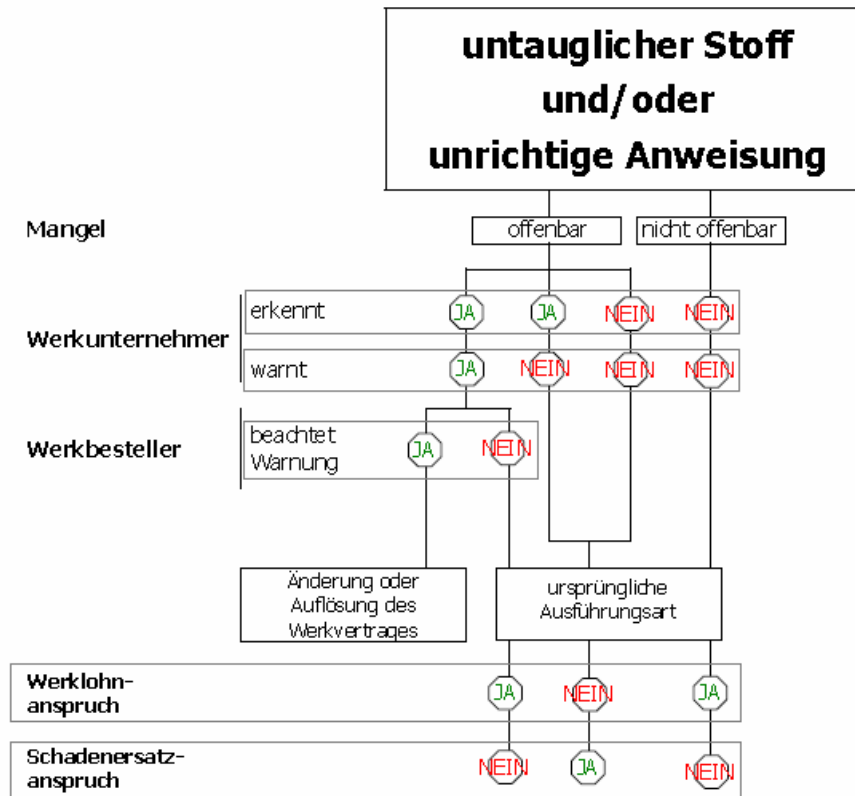 untauglicher Stoff
und/oder
unrichtige Anweisung
Mangel
offenbar
nicht offenbar
Werkunternehmer
erkennt
JA
JA
NEIN
NEIN
warnt
JA
NEIN
NEIN
NEIN
Werkbesteller
beachtet
Warnung
JA
NEIN
Änderung oder
Auflösung des
Werkvertrages
ursprüngliche
Ausführungsart
Werklohn-
anspruch
JA
NEIN
JA
Schadenersatz-
anspruch
NEIN
JA
NEIN